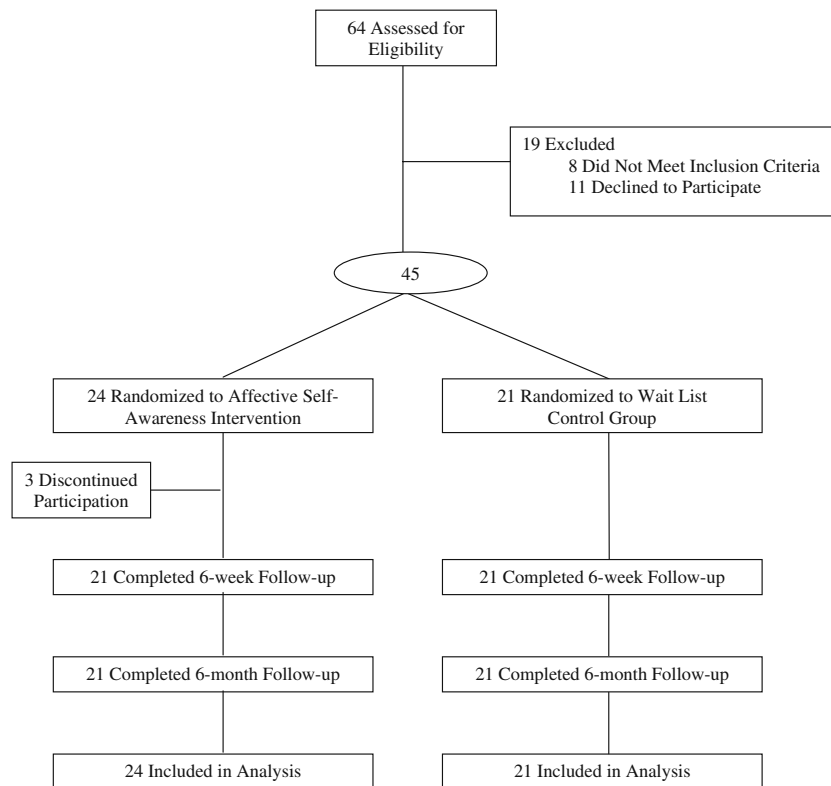 64 Assessed for
Eligibility
19 Excluded
8 Did Not Meet Inclusion Criteria
11 Declined to Participate
45
24 Randomized to Affective Self-
Awareness Intervention
21 Randomized to Wait List
Control Group
3 Discontinued
Participation
21 Completed 6-week Follow-up
21 Completed 6-week Follow-up
21 Completed 6-month Follow-up
21 Completed 6-month Follow-up
24 Included in Analysis
21 Included in Analysis